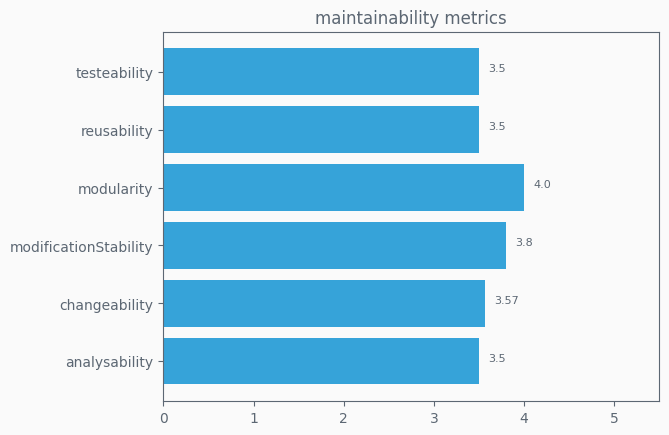 maintainability metrics
testeability
3.5
reusability
3.5
modularity
4.0
modificationStability
3.8
changeability
3.57
analysability
3.5
0 1 2 3 4 5